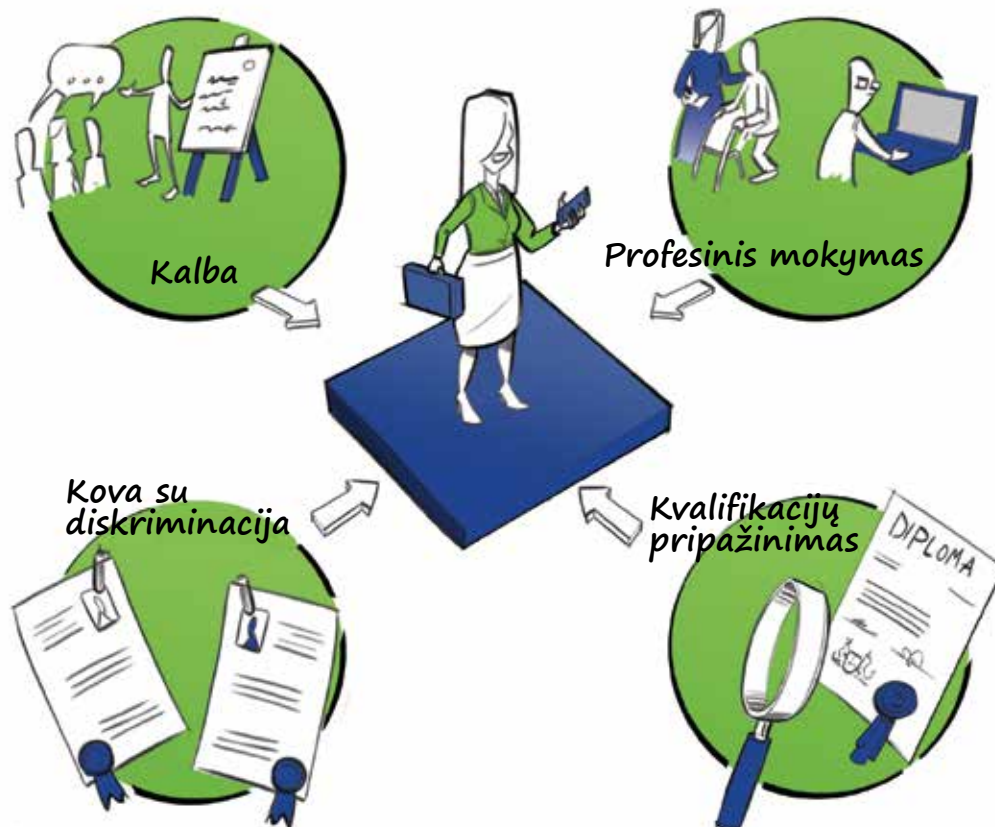 Kalba
Profesinis mokymas
Kova su
diskriminacija
Kvalifikacijų
pripažinimas
DIPLOMA